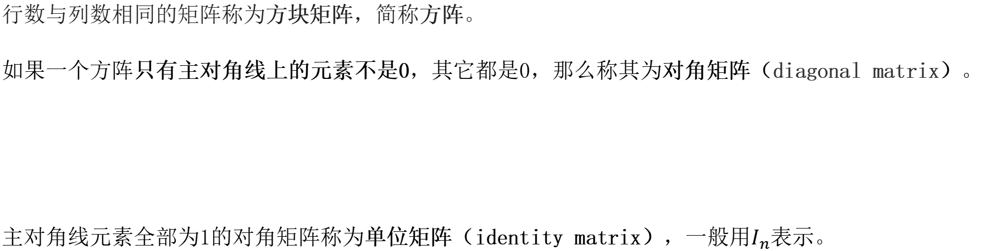 行数与列数相同的矩阵称为方块矩阵，简称方阵。
如果一个方阵只有主对角线上的元素不是0，其它都是0，那么称其为对角矩阵（diagonal matrix）。
主对角线元素全部为1的对角矩阵称为单位矩阵（identity matrix），一般用Iₙ表示。